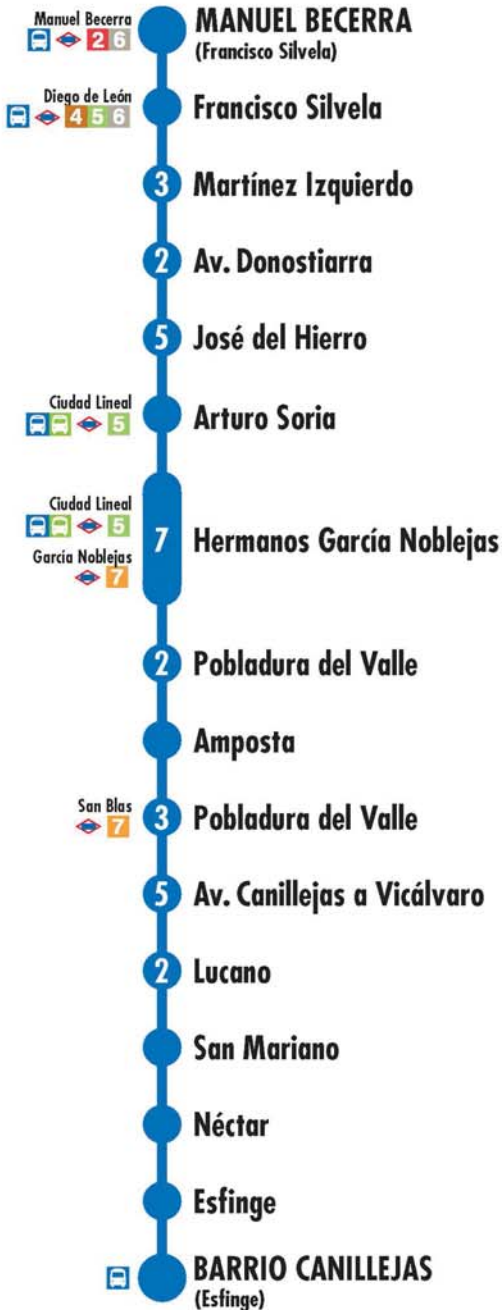 Manuel Becerra
2 6
MANUEL BECERRA
(Francisco Silvela)
Diego de León
4 5 6
Francisco Silvela
3 Martínez Izquierdo
2 Av. Donostiarra
5 José del Hierro
Ciudad Lineal
5
Arturo Soria
Ciudad Lineal
5
García Noblejas
7
7 Hermanos García Noblejas
2 Pobladura del Valle
Amposta
San Blas
7
3 Pobladura del Valle
5 Av. Canillejas a Vicálvaro
2 Lucano
San Mariano
Néctar
Esfinge
BARRIO CANILLEJAS
(Esfinge)